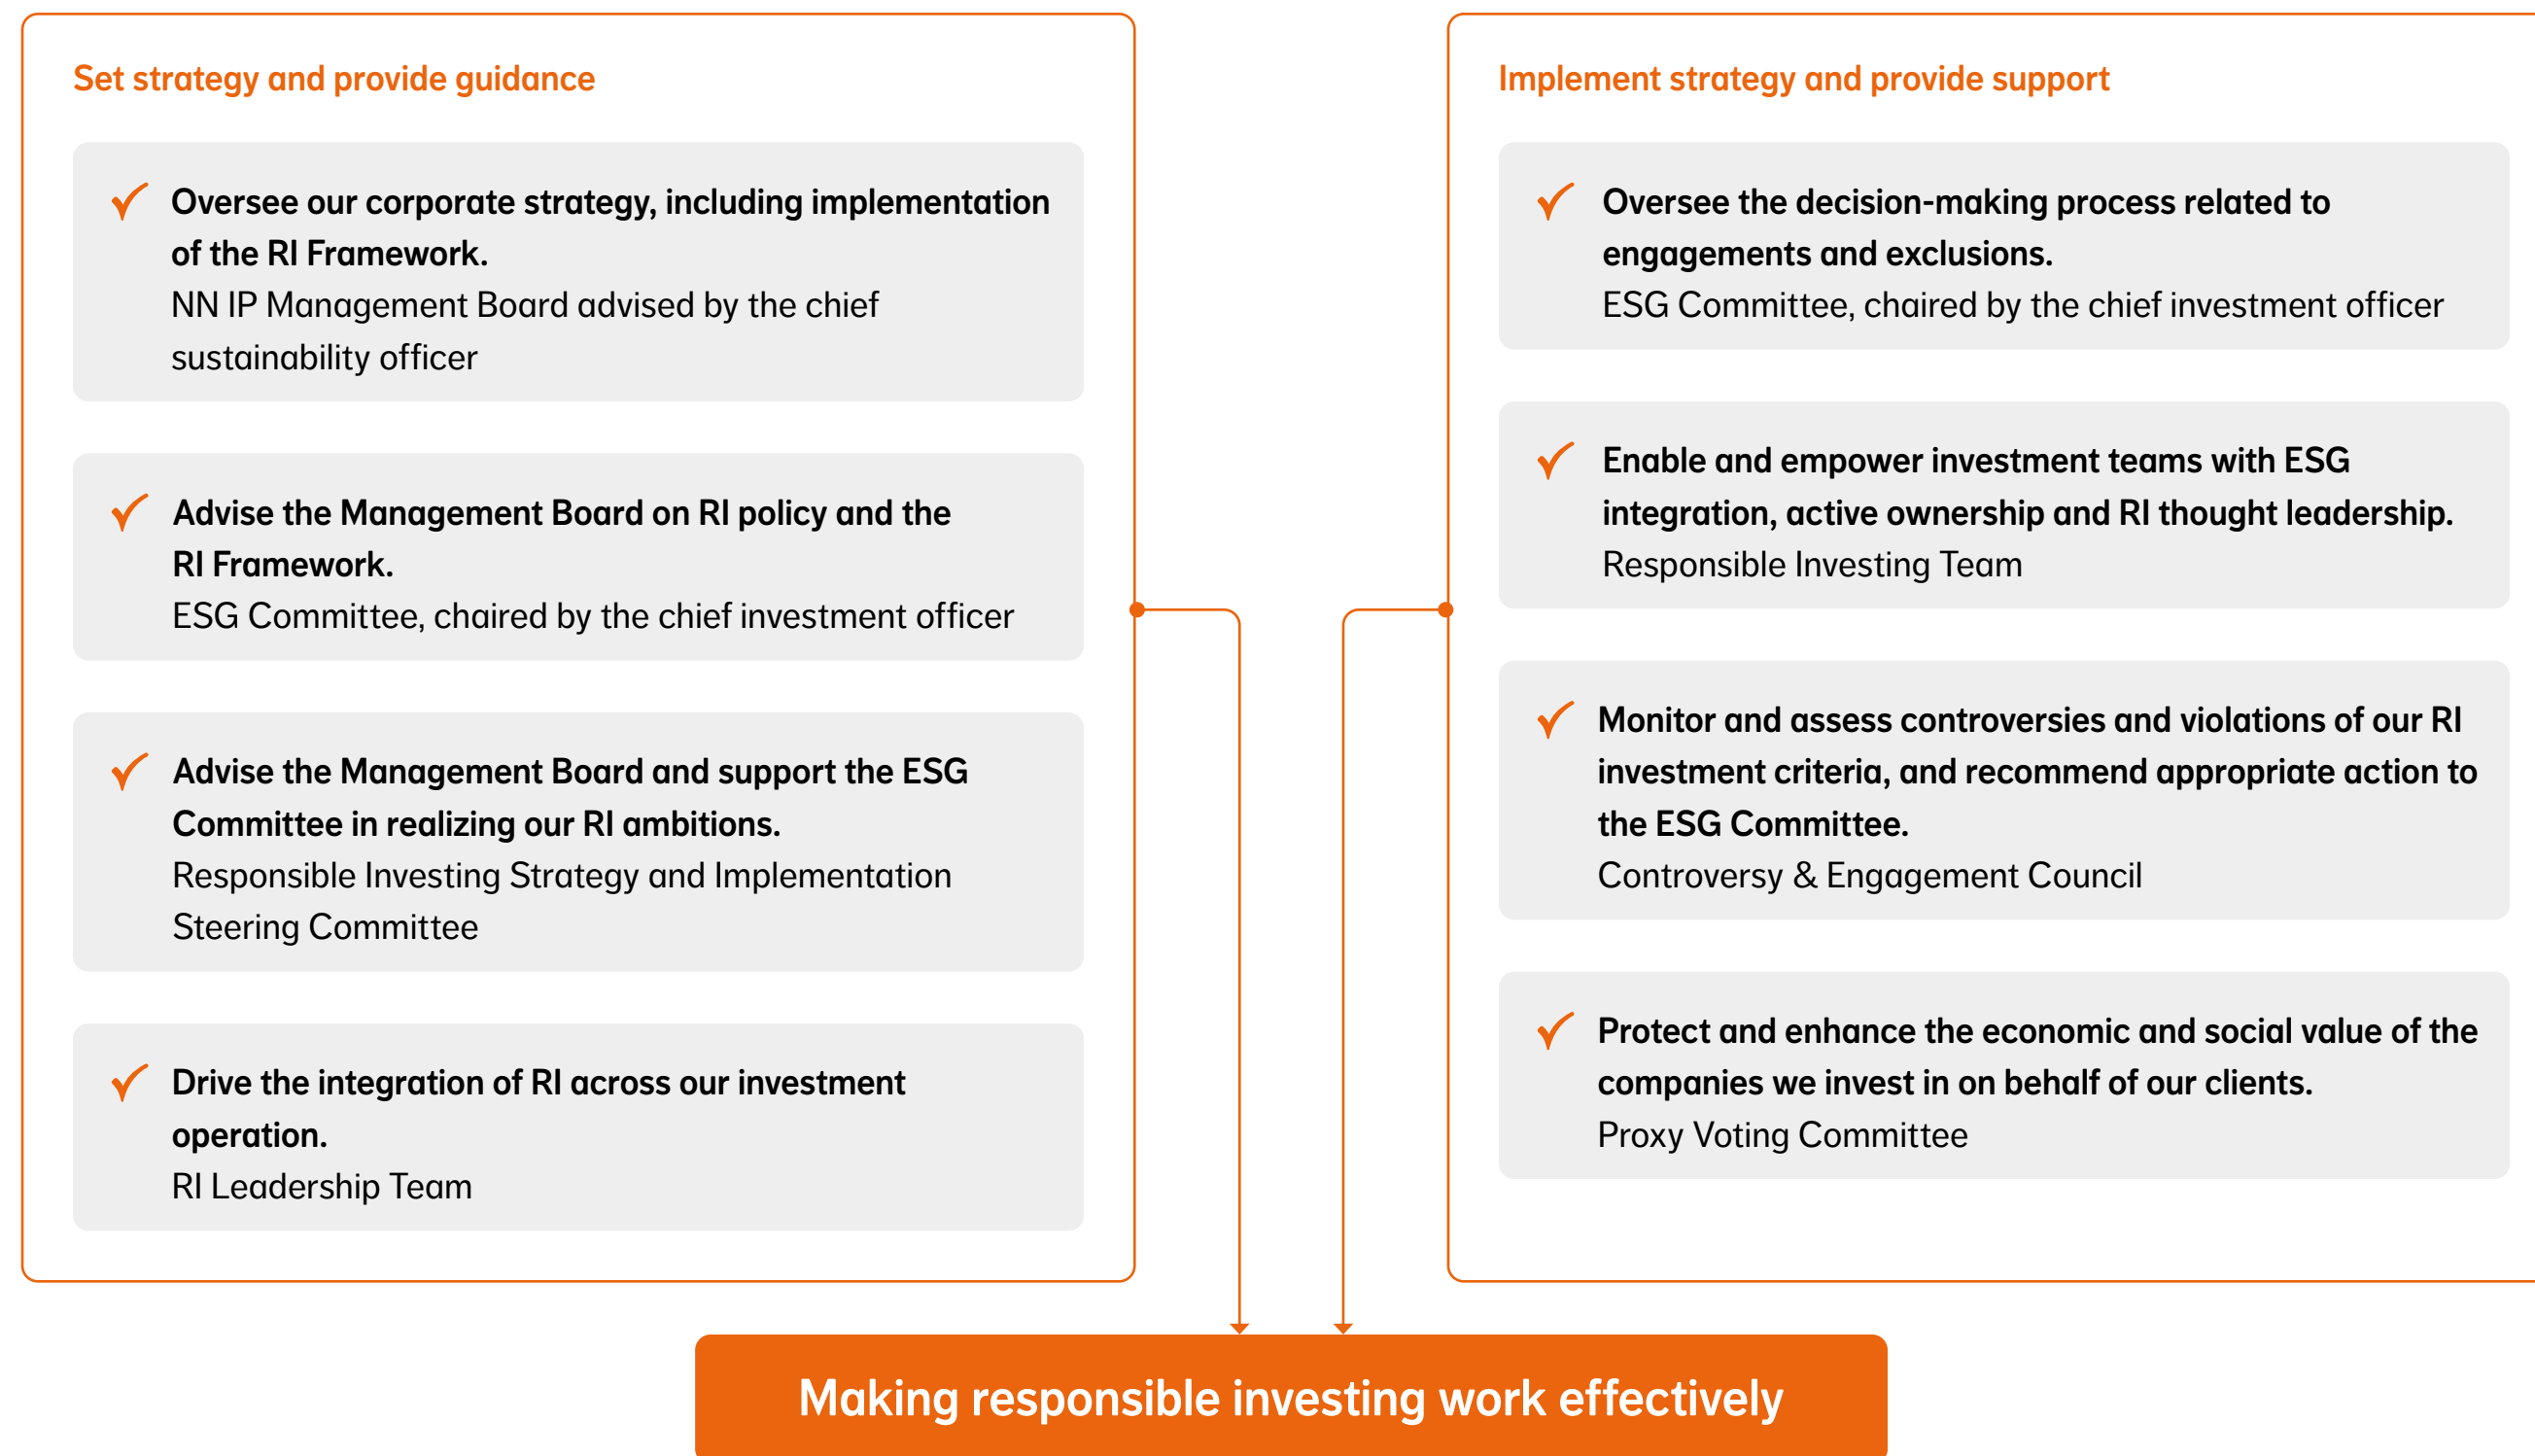 Set strategy and provide guidance
Oversee our corporate strategy, including implementation
of the RI Framework.
NN IP Management Board advised by the chief
sustainability officer
Advise the Management Board on RI policy and the
RI Framework.
ESG Committee, chaired by the chief investment officer
Advise the Management Board and support the ESG
Committee in realizing our RI ambitions.
Responsible Investing Strategy and Implementation
Steering Committee
Drive the integration of RI across our investment
operation.
RI Leadership Team
Implement strategy and provide support
Oversee the decision-making process related to
engagements and exclusions.
ESG Committee, chaired by the chief investment officer
Enable and empower investment teams with ESG
integration, active ownership and RI thought leadership.
Responsible Investing Team
Monitor and assess controversies and violations of our RI
investment criteria, and recommend appropriate action to
the ESG Committee.
Controversy & Engagement Council
Protect and enhance the economic and social value of the
companies we invest in on behalf of our clients.
Proxy Voting Committee
Making responsible investing work effectively